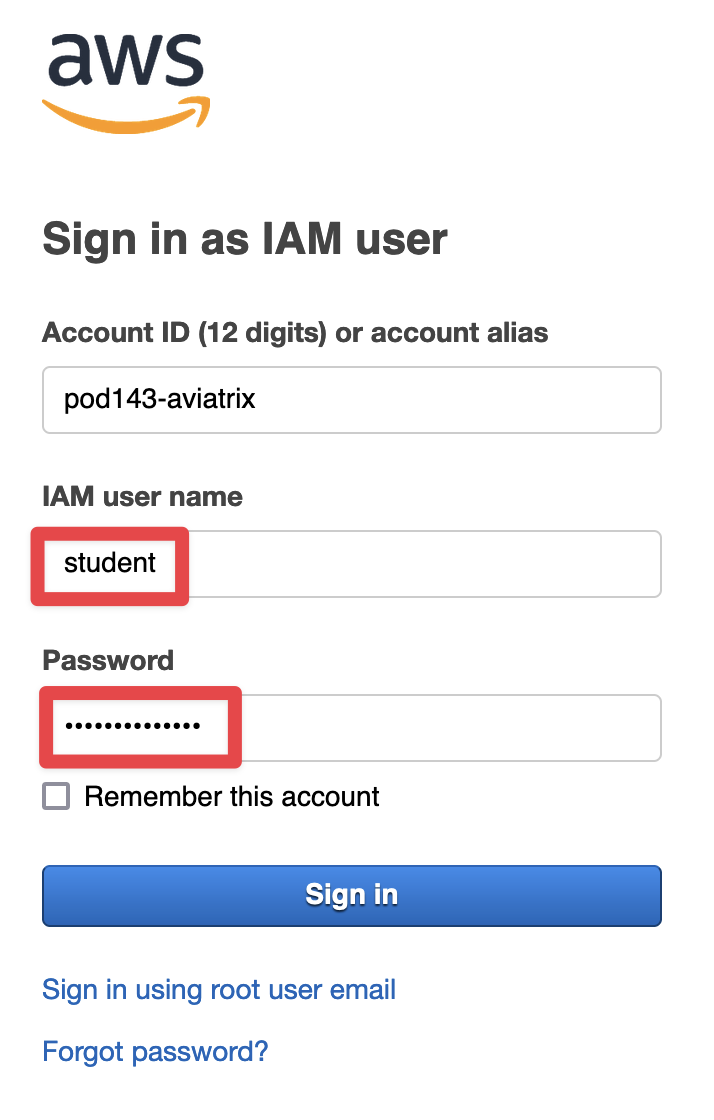 aws
Sign in as IAM user
Account ID (12 digits) or account alias
pod143-aviatrix
IAM user name
student
Password
••••••••••••••
Remember this account
Sign in
Sign in using root user email
Forgot password?